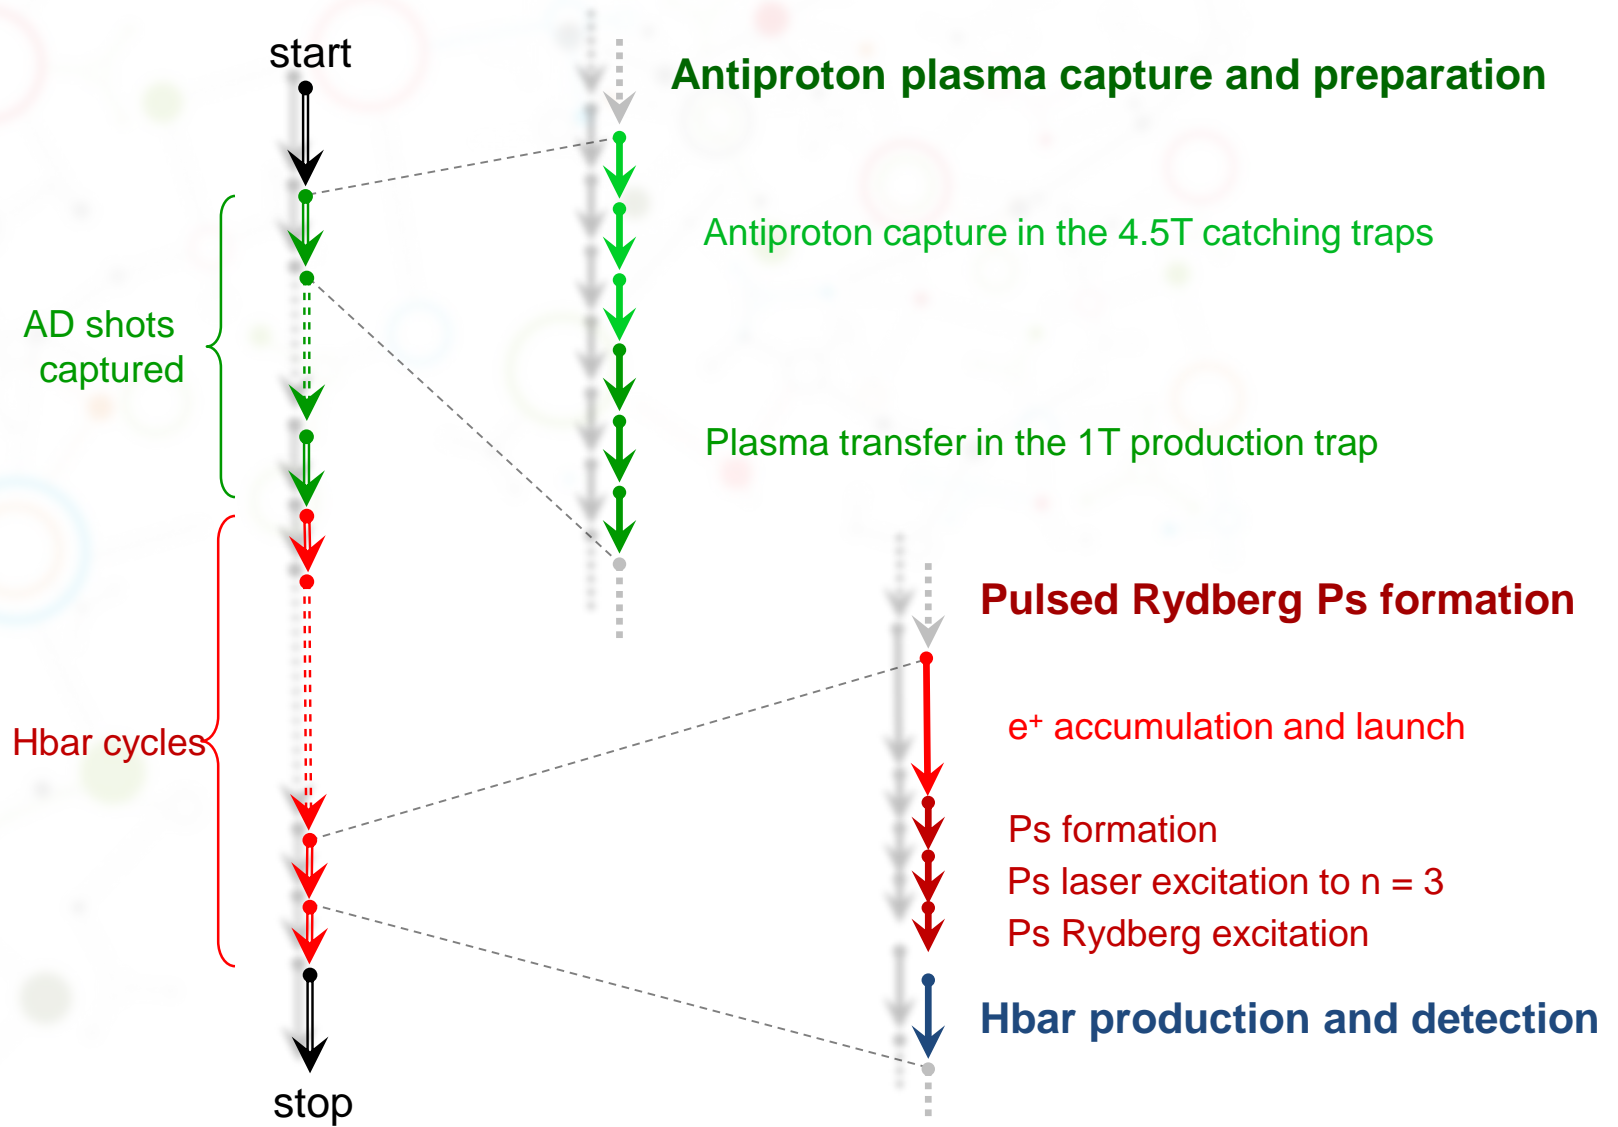 start
Antiproton plasma capture and preparation
Antiproton capture in the 4.5T catching traps
AD shots
captured
Plasma transfer in the 1T production trap
Pulsed Rydberg Ps formation
e⁺ accumulation and launch
Hbar cycles
Ps formation
Ps laser excitation to n = 3
Ps Rydberg excitation
Hbar production and detection
stop